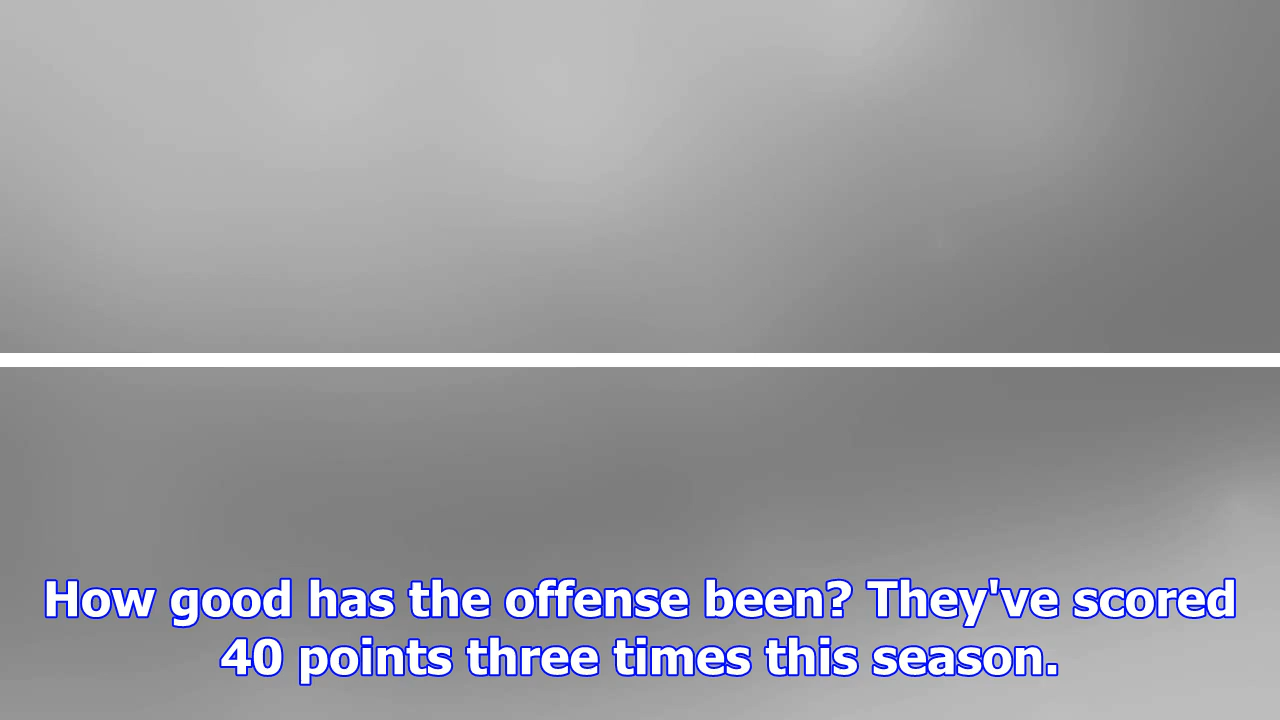 How good has the offense been? They've scored
40 points three times this season.